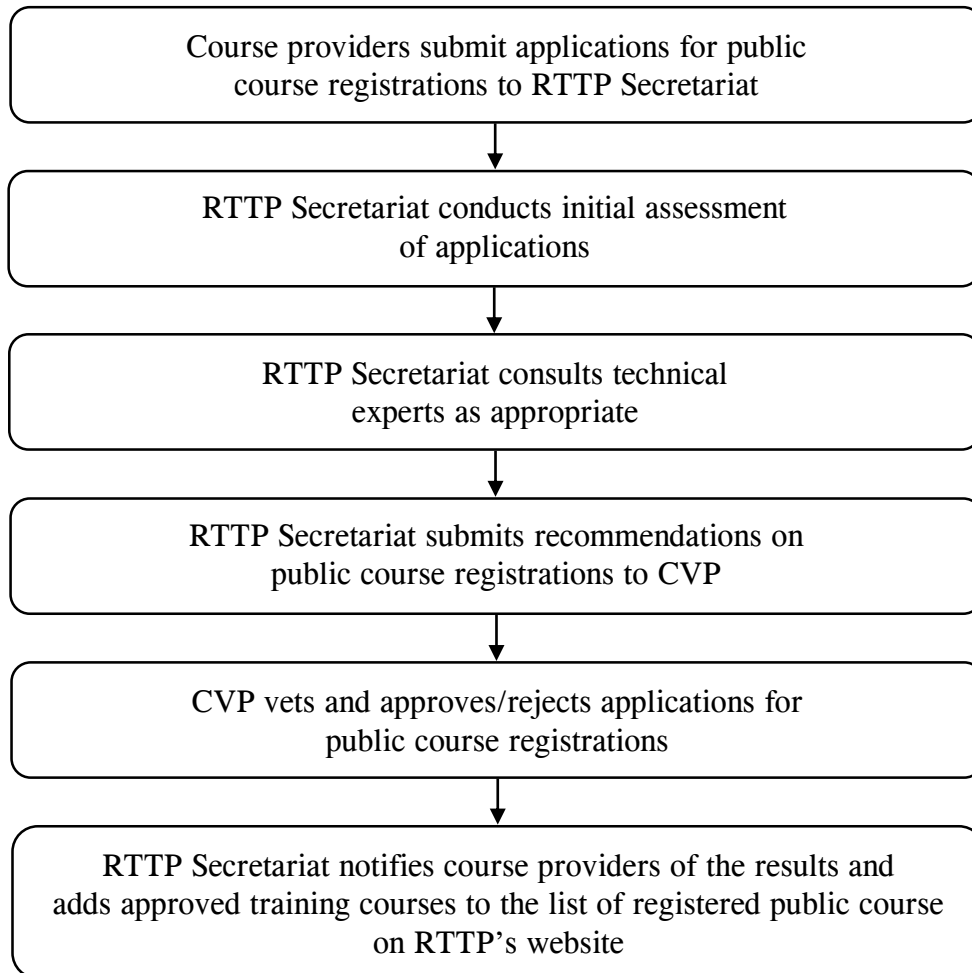 Course providers submit applications for public
course registrations to RTTP Secretariat
RTTP Secretariat conducts initial assessment
of applications
RTTP Secretariat consults technical
experts as appropriate
RTTP Secretariat submits recommendations on
public course registrations to CVP
CVP vets and approves/rejects applications for
public course registrations
RTTP Secretariat notifies course providers of the results and
adds approved training courses to the list of registered public course
on RTTP’s website